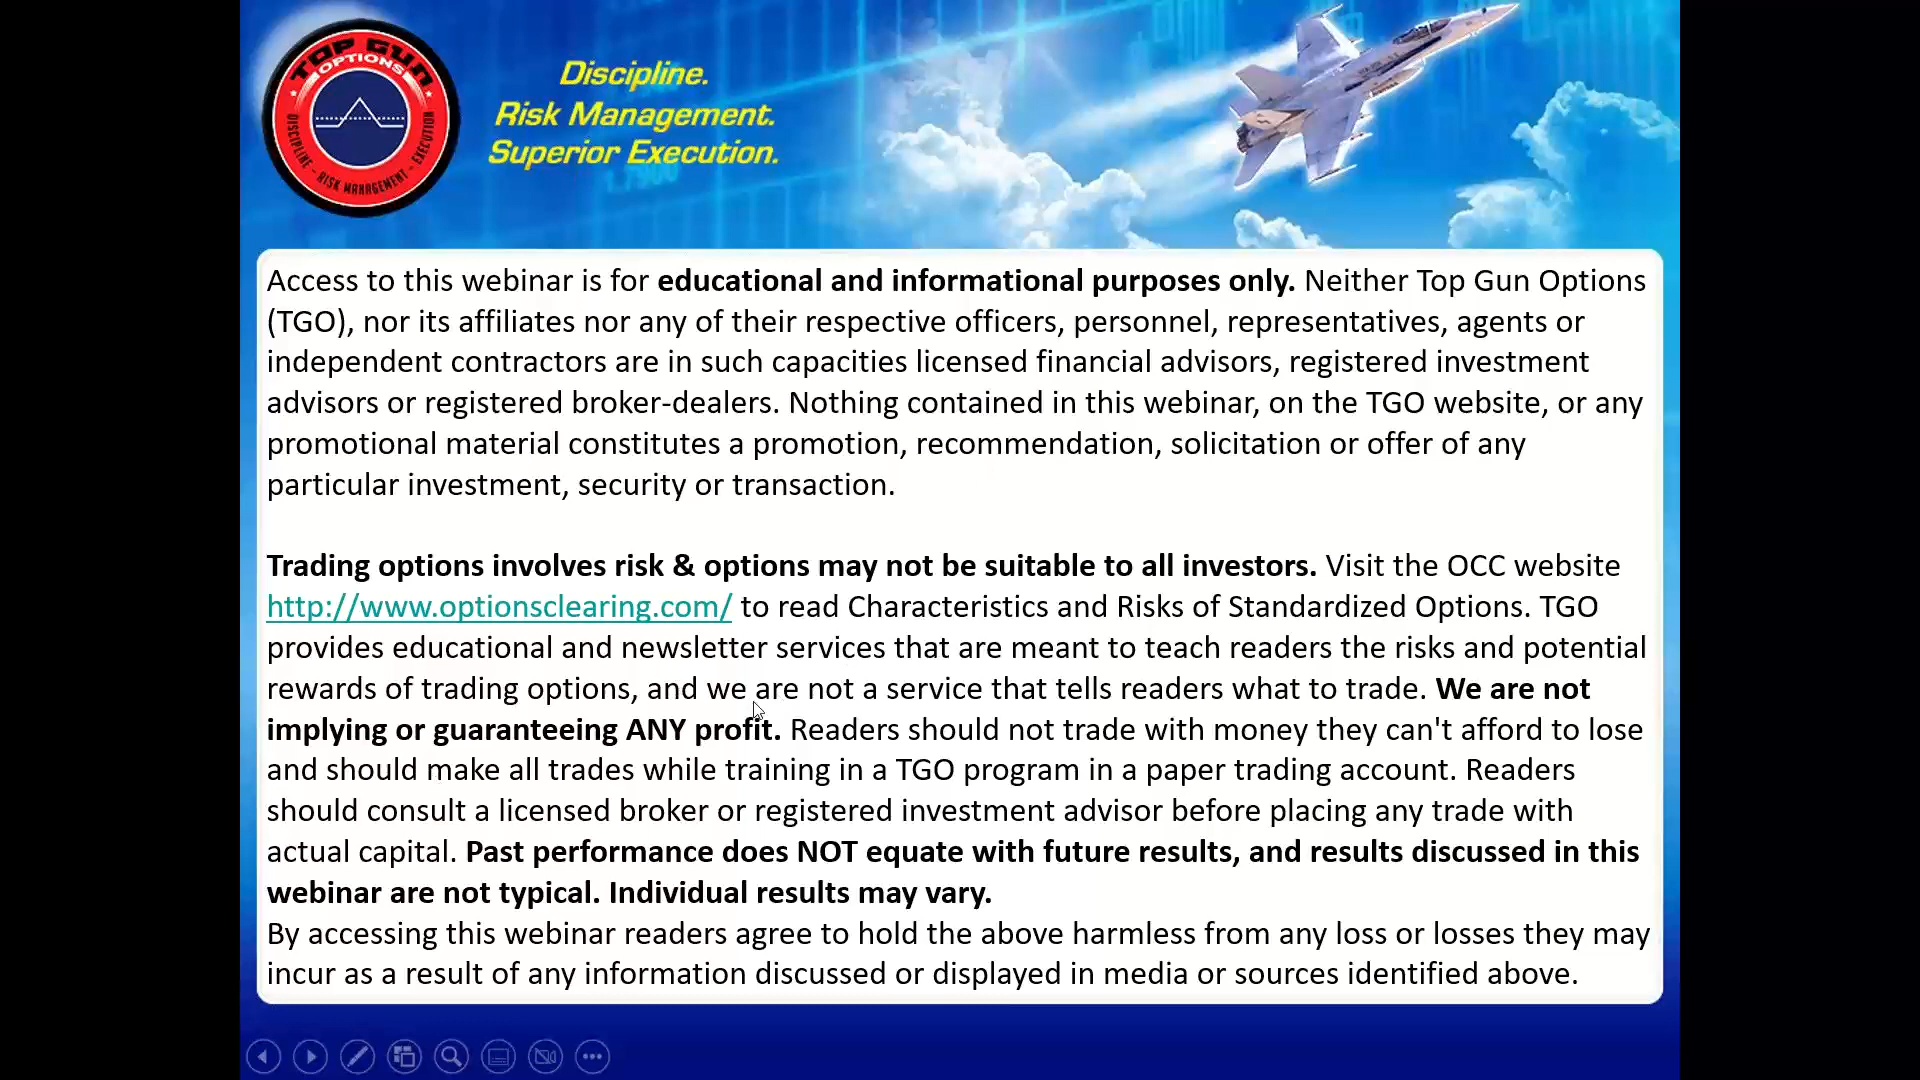 TOP GUN
OPTIONS
DISCIPLINE - RISK MANAGEMENT - EXECUTION
Discipline.
Risk Management.
Superior Execution.
Access to this webinar is for educational and informational purposes only. Neither Top Gun Options
(TGO), nor its affiliates nor any of their respective officers, personnel, representatives, agents or
independent contractors are in such capacities licensed financial advisors, registered investment
advisors or registered broker-dealers. Nothing contained in this webinar, on the TGO website, or any
promotional material constitutes a promotion, recommendation, solicitation or offer of any
particular investment, security or transaction.
Trading options involves risk & options may not be suitable to all investors. Visit the OCC website
http://www.optionsclearing.com/ to read Characteristics and Risks of Standardized Options. TGO
provides educational and newsletter services that are meant to teach readers the risks and potential
rewards of trading options, and we are not a service that tells readers what to trade. We are not
implying or guaranteeing ANY profit. Readers should not trade with money they can't afford to lose
and should make all trades while training in a TGO program in a paper trading account. Readers
should consult a licensed broker or registered investment advisor before placing any trade with
actual capital. Past performance does NOT equate with future results, and results discussed in this
webinar are not typical. Individual results may vary.
By accessing this webinar readers agree to hold the above harmless from any loss or losses they may
incur as a result of any information discussed or displayed in media or sources identified above.